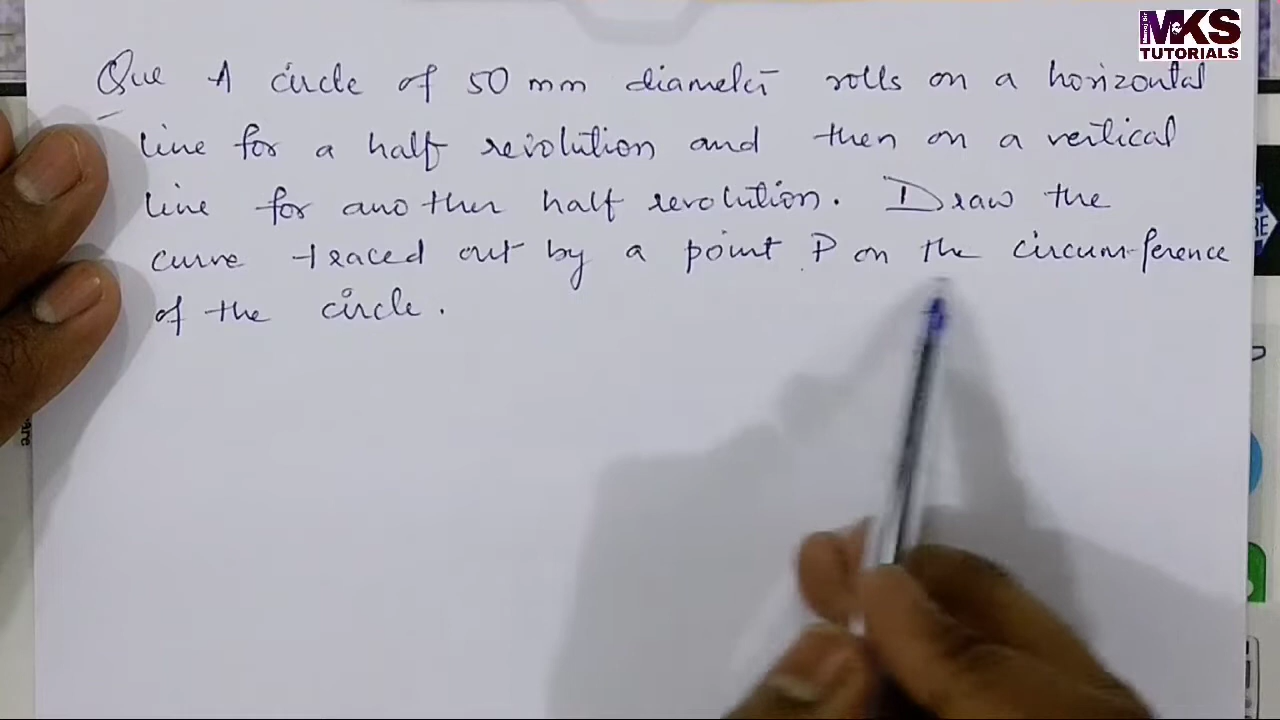 MKS
TUTORIALS
Que A circle of 50 mm diameter rolls on a horizontal
line for a half revolution and then on a vertical
line for another half revolution. Draw the
curve traced out by a point P on the circumference
of the circle.